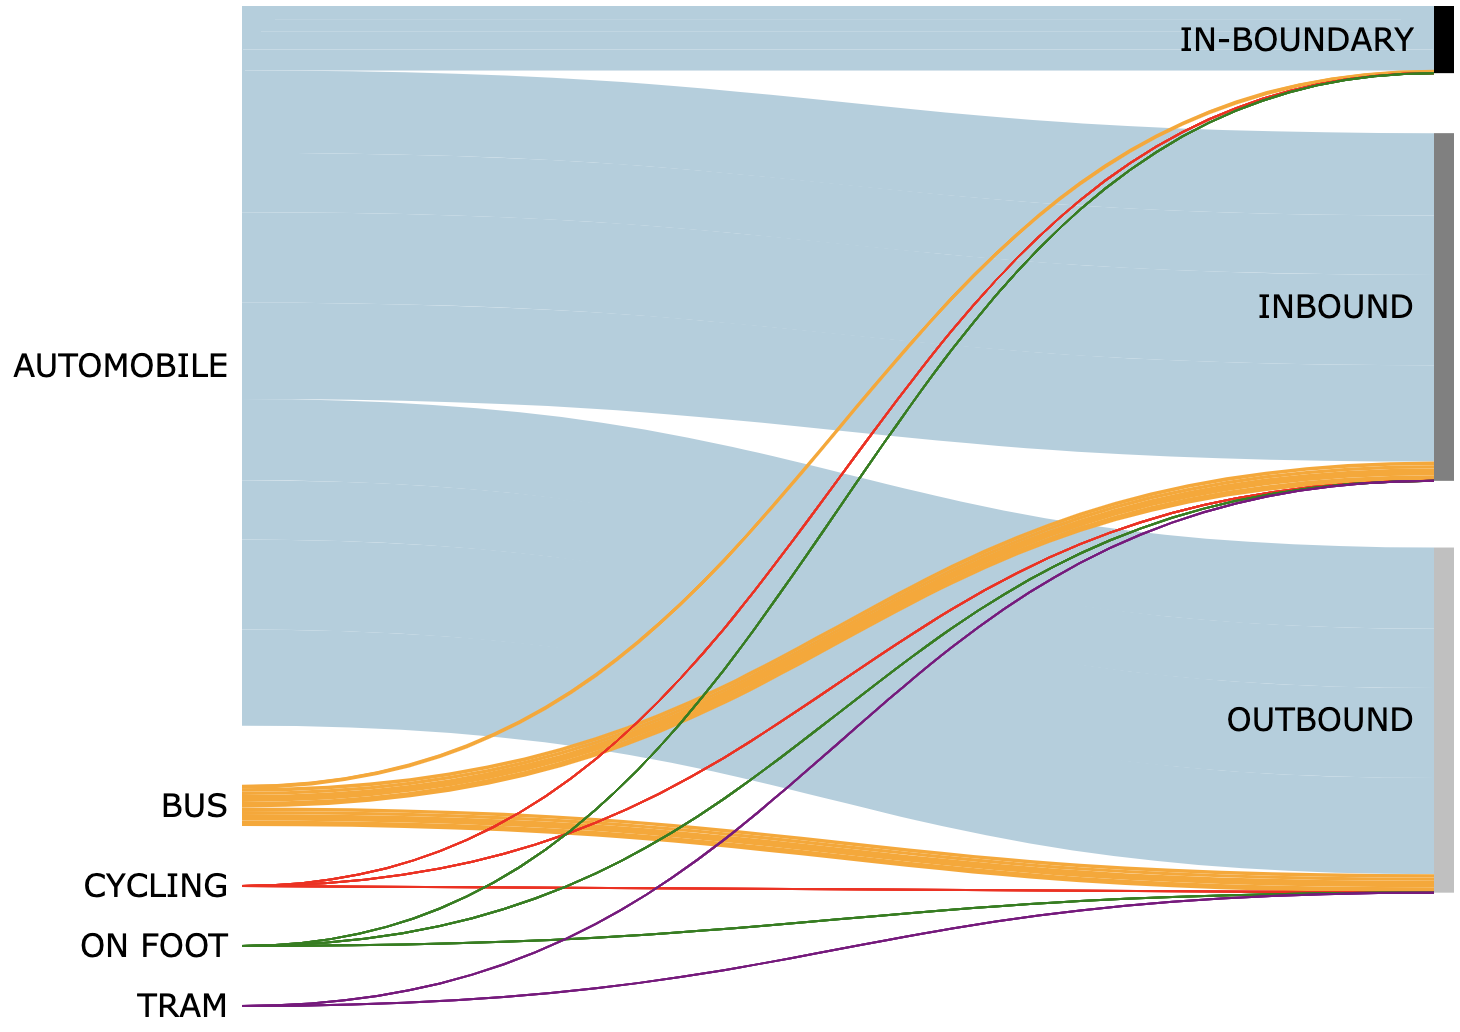 IN-BOUNDARY
INBOUND
AUTOMOBILE
OUTBOUND
BUS
CYCLING
ON FOOT
TRAM